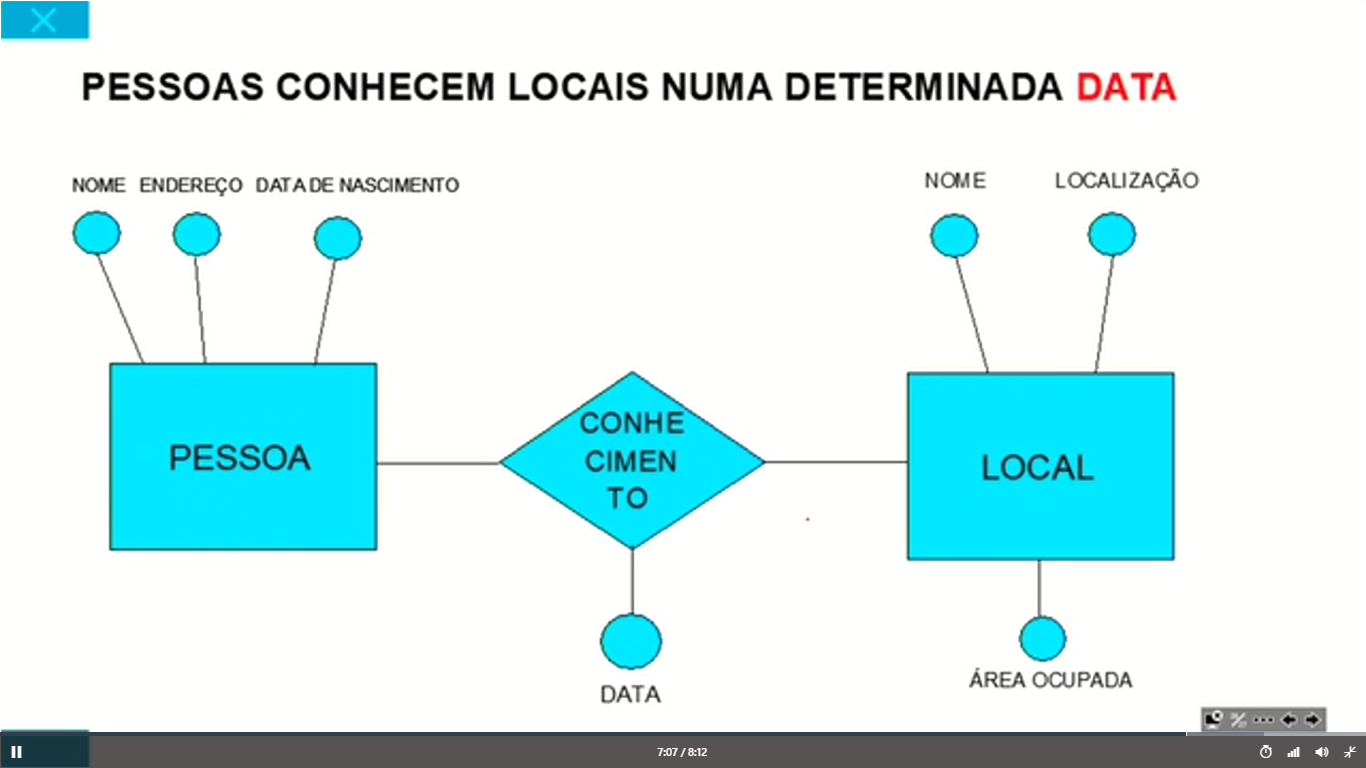 PESSOAS CONHECEM LOCAIS NUMA DETERMINADA DATA
NOME ENDEREÇO DATA DE NASCIMENTO
NOME LOCALIZAÇÃO
PESSOA
CONHE
CIMEN
TO
LOCAL
DATA
ÁREA OCUPADA
7:07 / 8:12